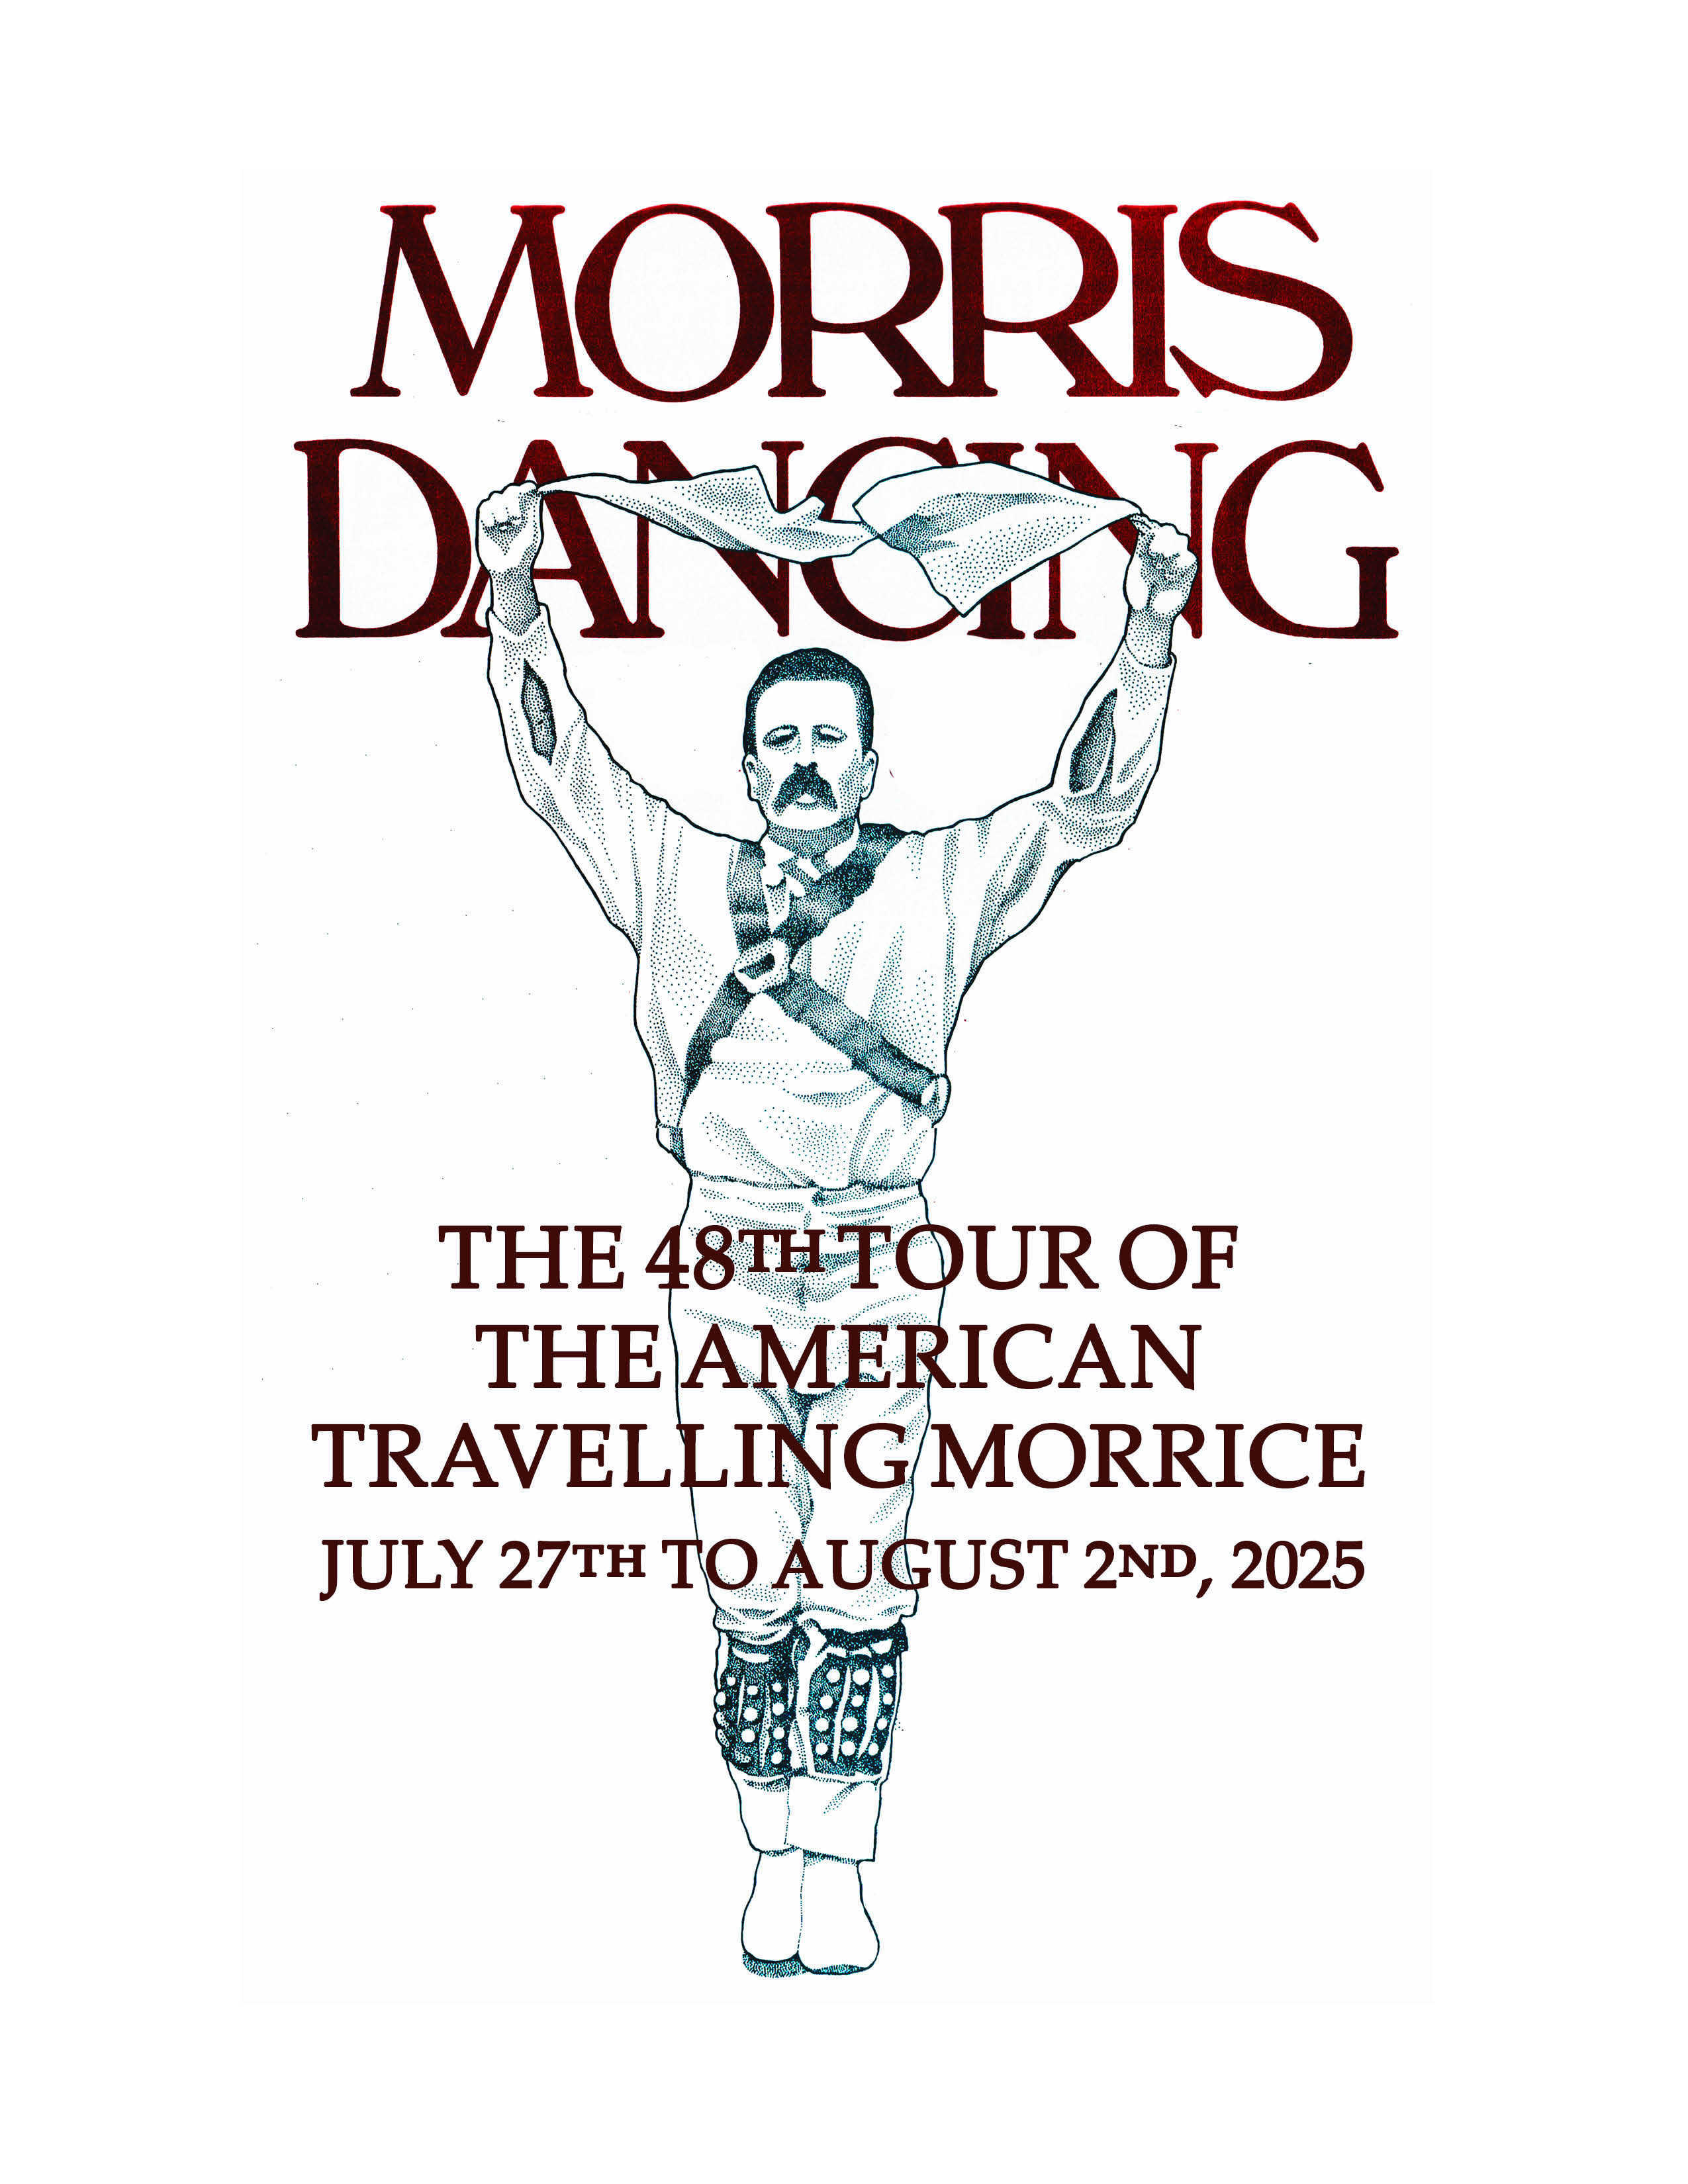 MORRIS
DANCING
THE 48TH TOUR OF
THE AMERICAN
TRAVELLING MORRICE
JULY 27TH TO AUGUST 2ND, 2025